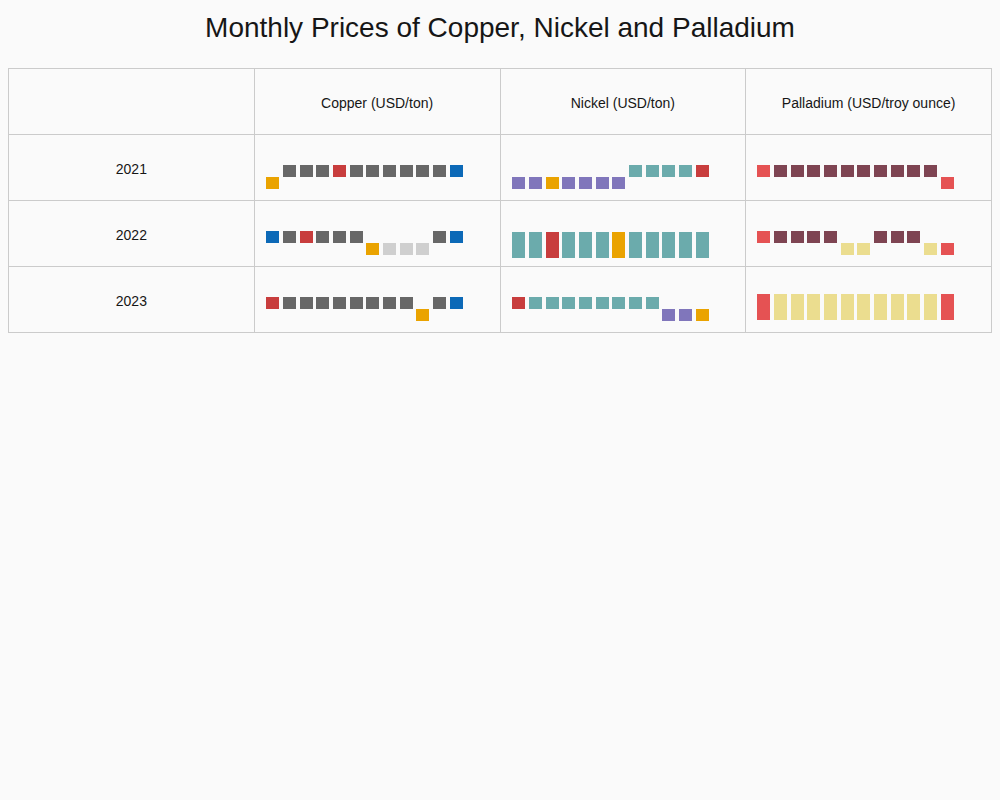 Monthly Prices of Copper, Nickel and Palladium
Copper (USD/ton)
Nickel (USD/ton)
Palladium (USD/troy ounce)
2021
2022
2023